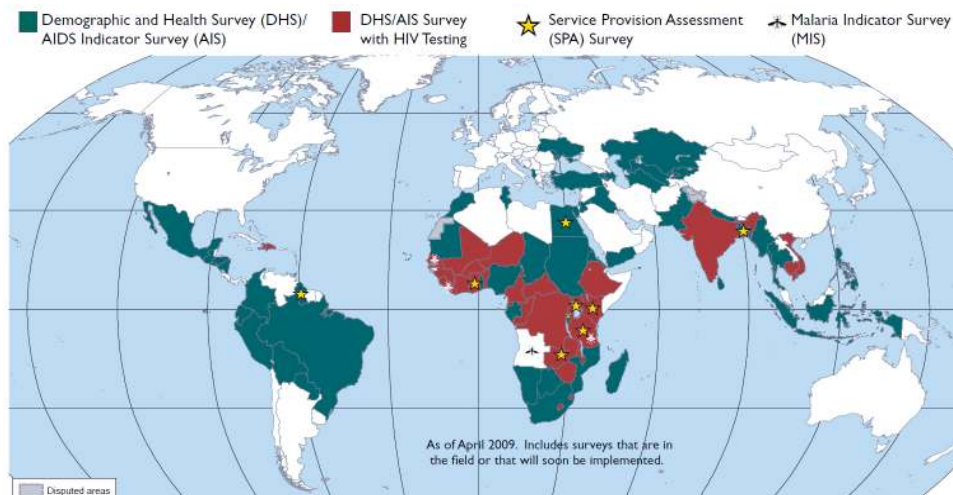 Demographic and Health Survey (DHS)/
AIDS Indicator Survey (AIS)
DHS/AIS Survey
with HIV Testing
Service Provision Assessment
(SPA) Survey
Malaria Indicator Survey
(MIS)
As of April 2009. Includes surveys that are in
the field or that will soon be implemented.
Disputed areas